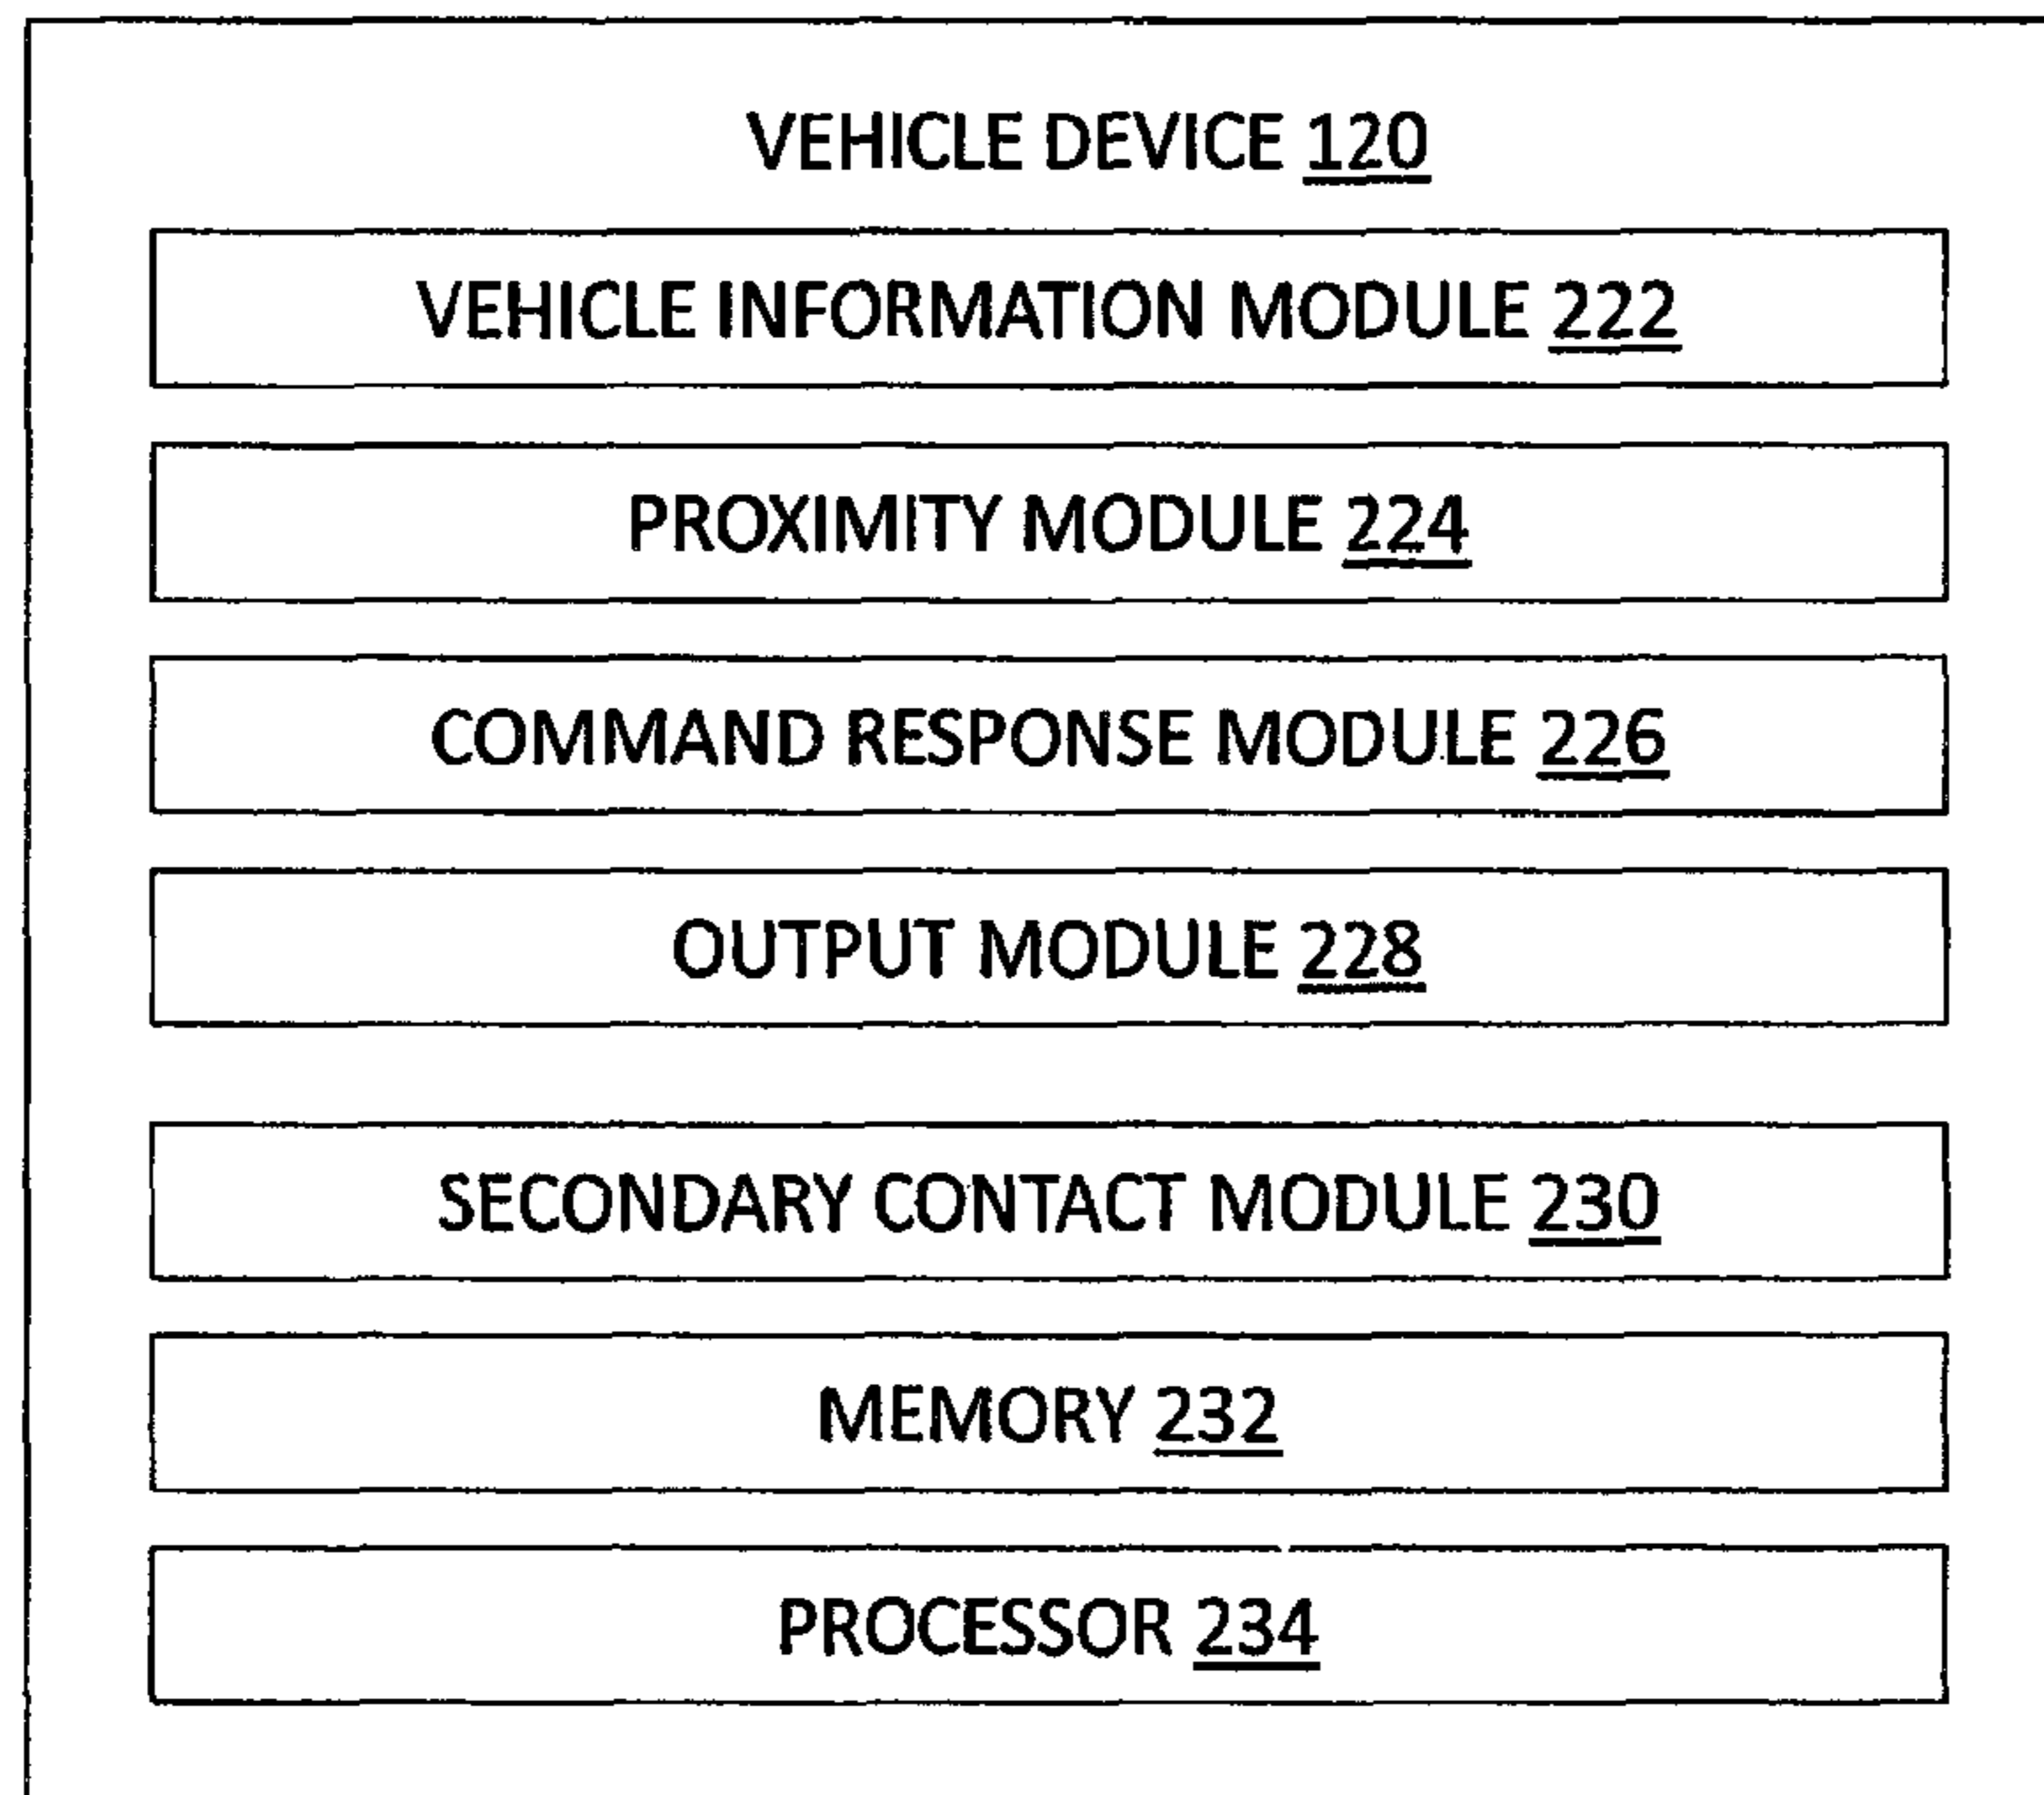 VEHICLE DEVICE 120
VEHICLE INFORMATION MODULE 222
PROXIMITY MODULE 224
COMMAND RESPONSE MODULE 226
OUTPUT MODULE 228
SECONDARY CONTACT MODULE 230
MEMORY 232
PROCESSOR 234